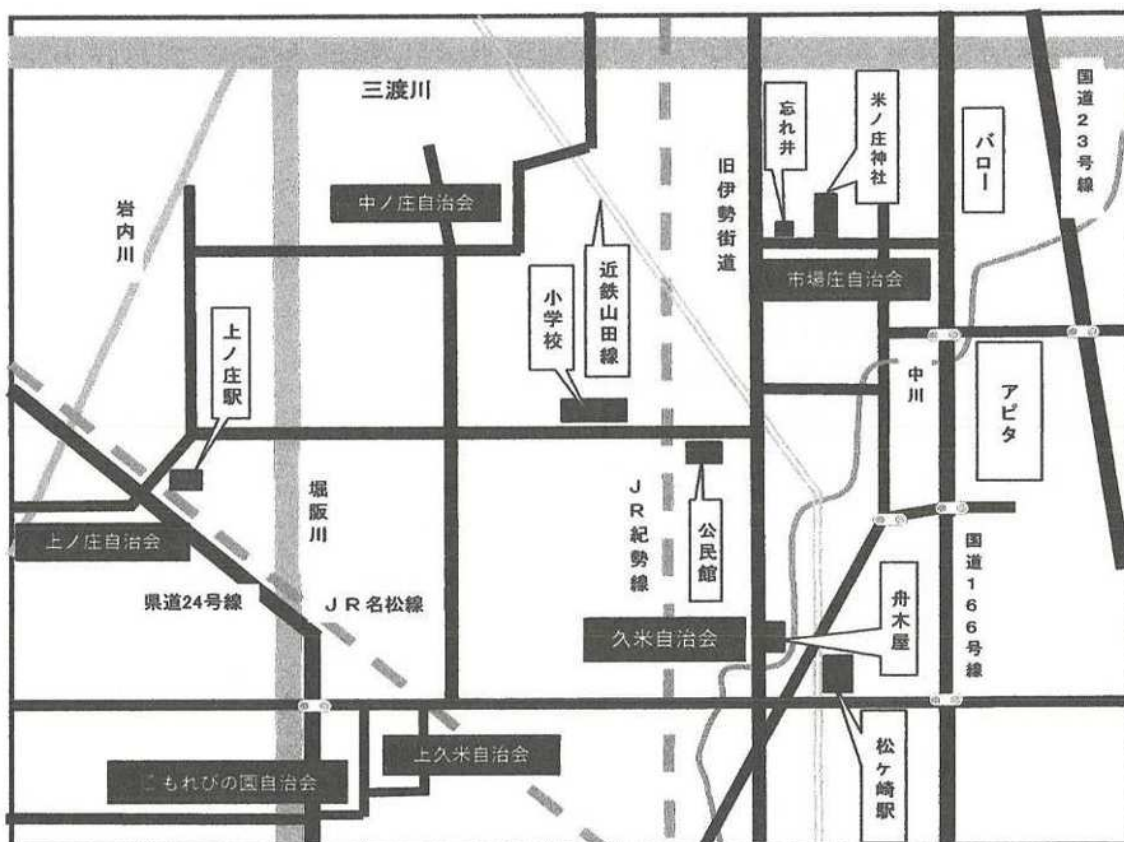 三渡川
国道23号線
忘れ井
米ノ庄神社
バロー
旧伊勢街道
中ノ庄自治会
岩内川
近鉄山田線
小学校
市場庄自治会
上ノ庄駅
中川
アピタ
堀阪川
JR紀勢線
公民館
上ノ庄自治会
国道166号線
県道24号線
JR名松線
舟木屋
久米自治会
上久米自治会
こもれびの園自治会
松ヶ崎駅